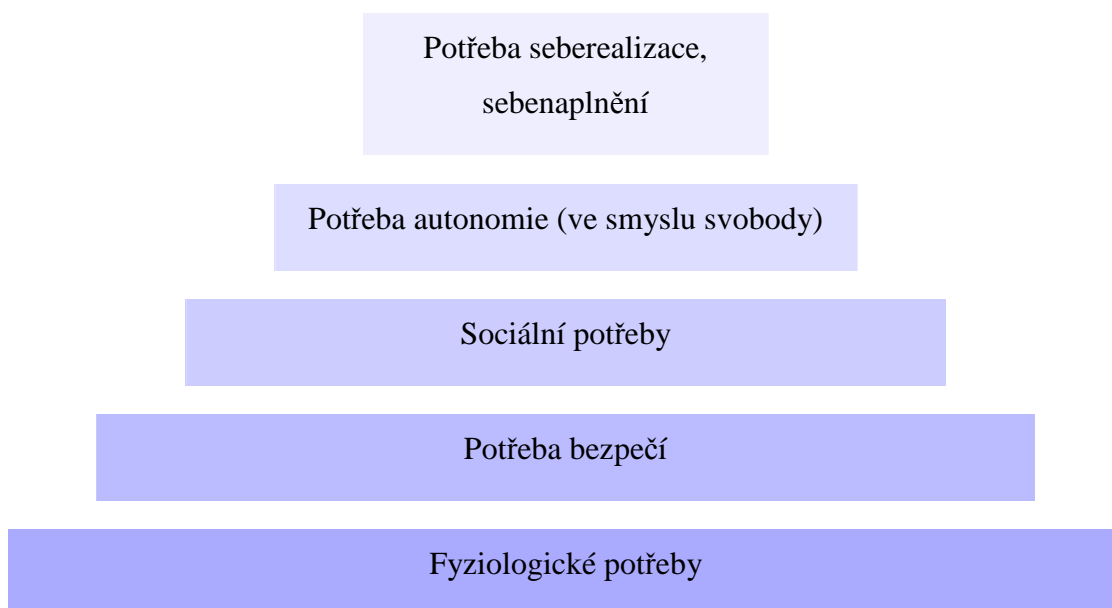 Potřeba seberealizace,
sebenaplnění
Potřeba autonomie (ve smyslu svobody)
Sociální potřeby
Potřeba bezpečí
Fyziologické potřeby